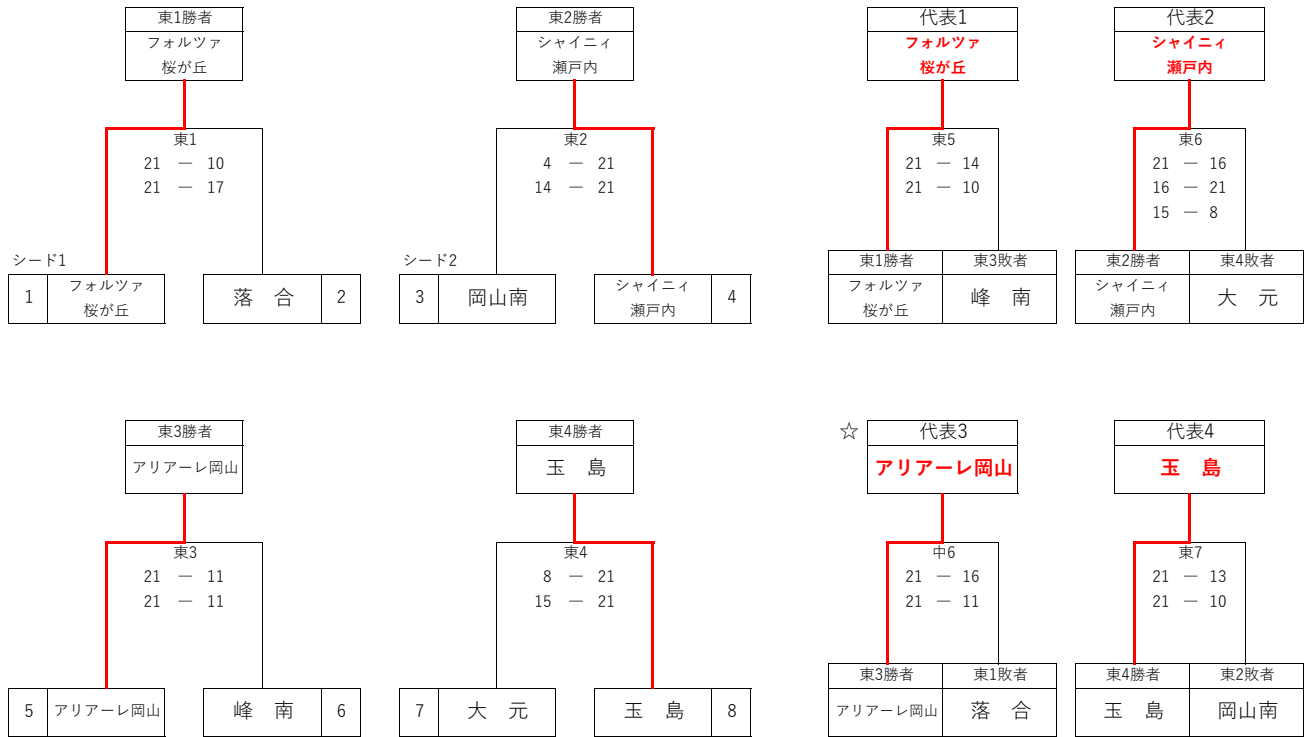 東1勝者
フォルツァ
桜が丘
東1
21 ― 10
21 ― 17
シード1
1
フォルツァ
桜が丘
落 合
2
東2勝者
シャイニィ
瀬戸内
東2
4 ― 21
14 ― 21
シード2
3
岡山南
シャイニィ
瀬戸内
4
代表1
フォルツァ
桜が丘
東5
21 ― 14
21 ― 10
東1勝者
フォルツァ
桜が丘
東3敗者
峰 南
代表2
シャイニィ
瀬戸内
東6
21 ― 16
16 ― 21
15 ― 8
東2勝者
シャイニィ
瀬戸内
東4敗者
大 元
東3勝者
アリアーレ岡山
東3
21 ― 11
21 ― 11
5
アリアーレ岡山
峰 南
6
東4勝者
玉 島
東4
8 ― 21
15 ― 21
7
大 元
玉 島
8
☆
代表3
アリアーレ岡山
中6
21 ― 16
21 ― 11
東3勝者
アリアーレ岡山
東1敗者
落 合
代表4
玉 島
東7
21 ― 13
21 ― 10
東4勝者
玉 島
東2敗者
岡山南